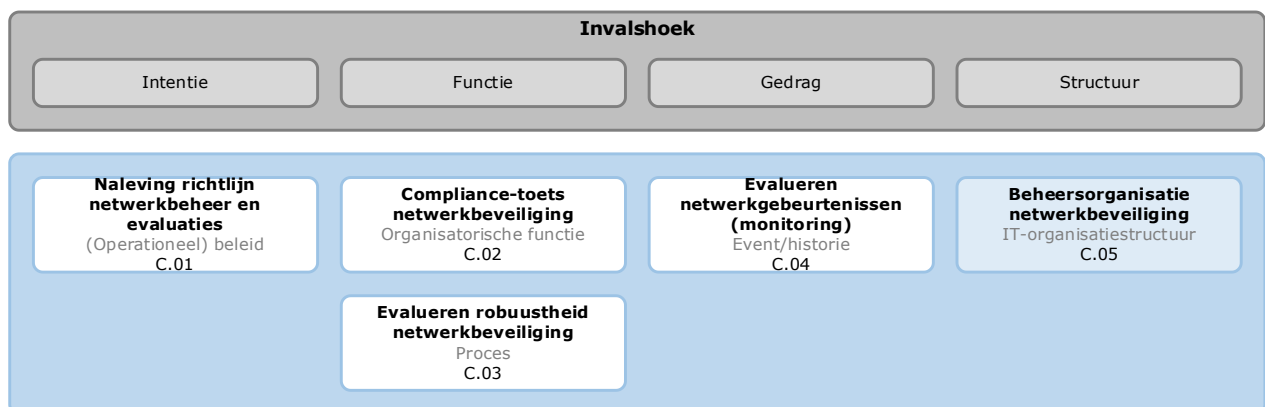 Invalshoek
Intentie
Functie
Gedrag
Structuur
Naleving richtlijn
netwerkbeheer en
evaluaties
(Operationeel) beleid
C.01
Compliance-toets
netwerkbeveiliging
Organisatorische functie
C.02
Evalueren
netwerkgebeurtenissen
(monitoring)
Event/historie
C.04
Beheersorganisatie
netwerkbeveiliging
IT-organisatiestructuur
C.05
Evalueren robuustheid
netwerkbeveiliging
Proces
C.03